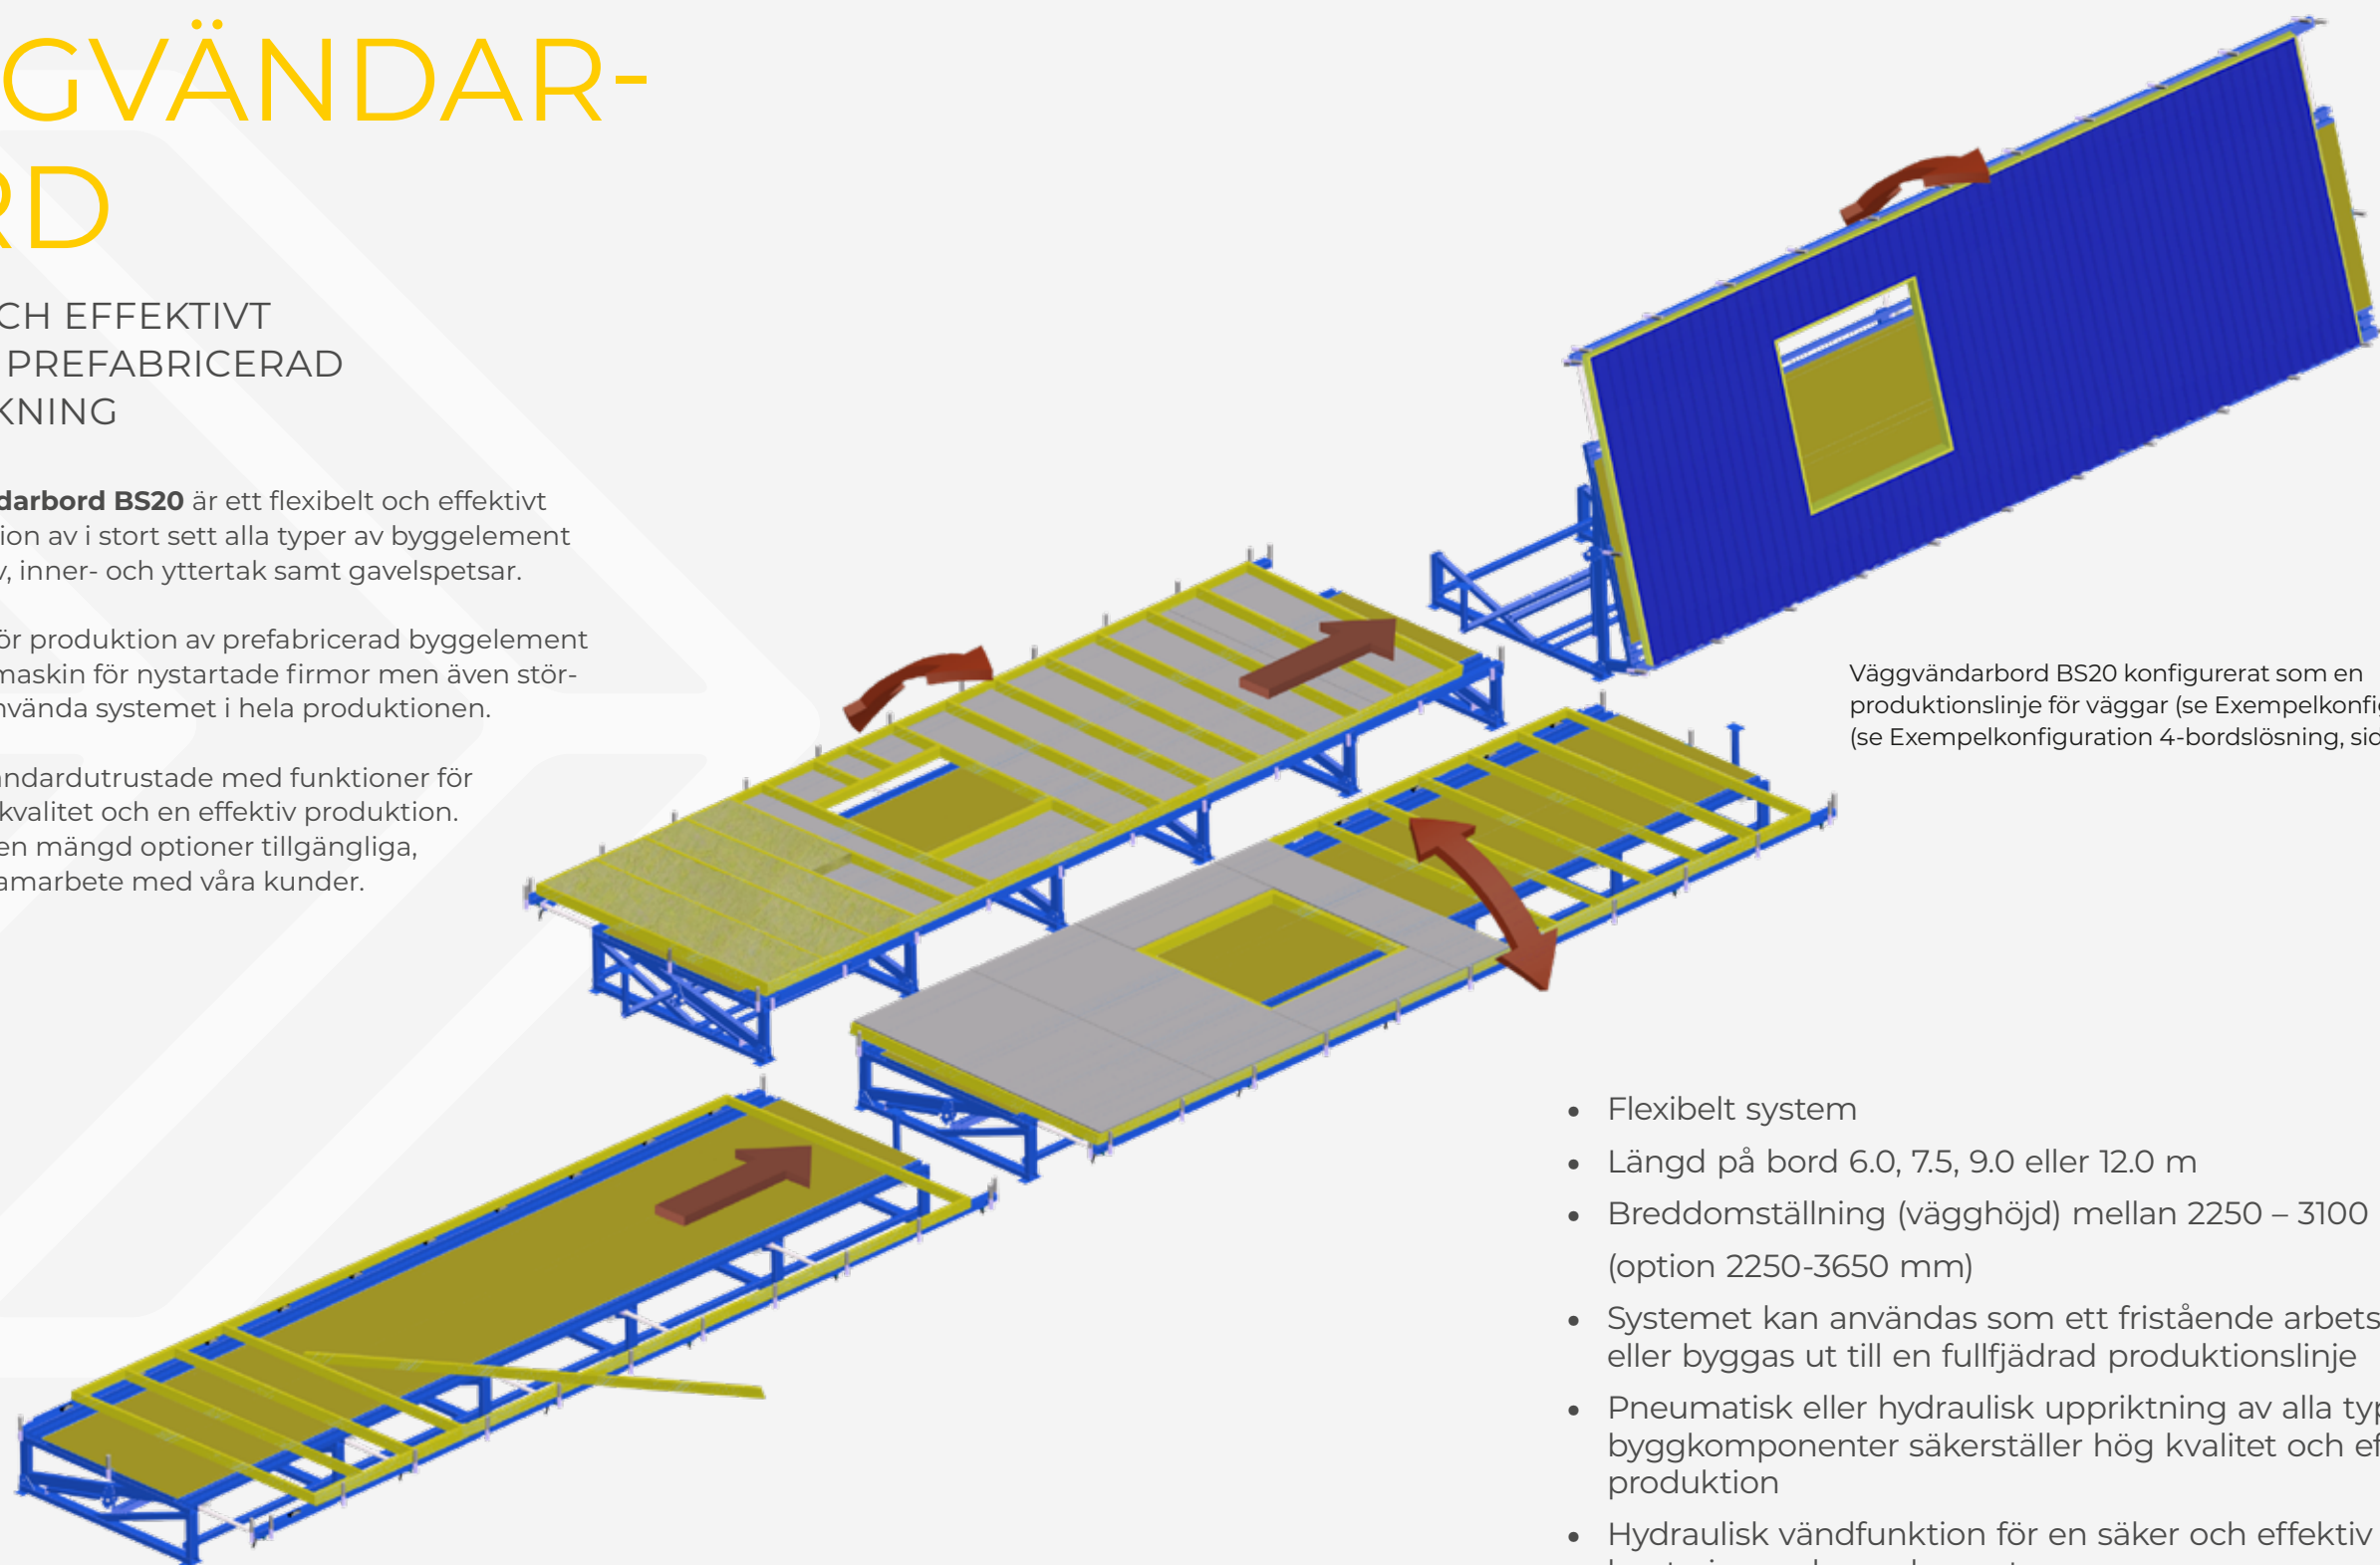 GVÄNDAR-
RD
CH EFFEKTIVT
PREFABRICERAD
KNING
darbord BS20 är ett flexibelt och effektivt
ion av i stort sett alla typer av byggelement
v, inner- och yttertak samt gavelspetsar.
ör produktion av prefabricerad byggelement
maskin för nystartade firmor men även stör-
nvända systemet i hela produktionen.
andardutrustade med funktioner för
kvalitet och en effektiv produktion.
en mängd optioner tillgängliga,
amarbete med våra kunder.
Väggvändarbord BS20 konfigurerat som en
produktionslinje för väggar (se Exempelkonfig
(se Exempelkonfiguration 4-bordslösning, sid
• Flexibelt system
• Längd på bord 6.0, 7.5, 9.0 eller 12.0 m
• Breddomställning (vägghöjd) mellan 2250 – 3100
(option 2250-3650 mm)
• Systemet kan användas som ett fristående arbets
eller byggas ut till en fullfjädrad produktionslinje
• Pneumatisk eller hydraulisk uppriktning av alla typ
byggkomponenter säkerställer hög kvalitet och ef
produktion
• Hydraulisk vändfunktion för en säker och effektiv